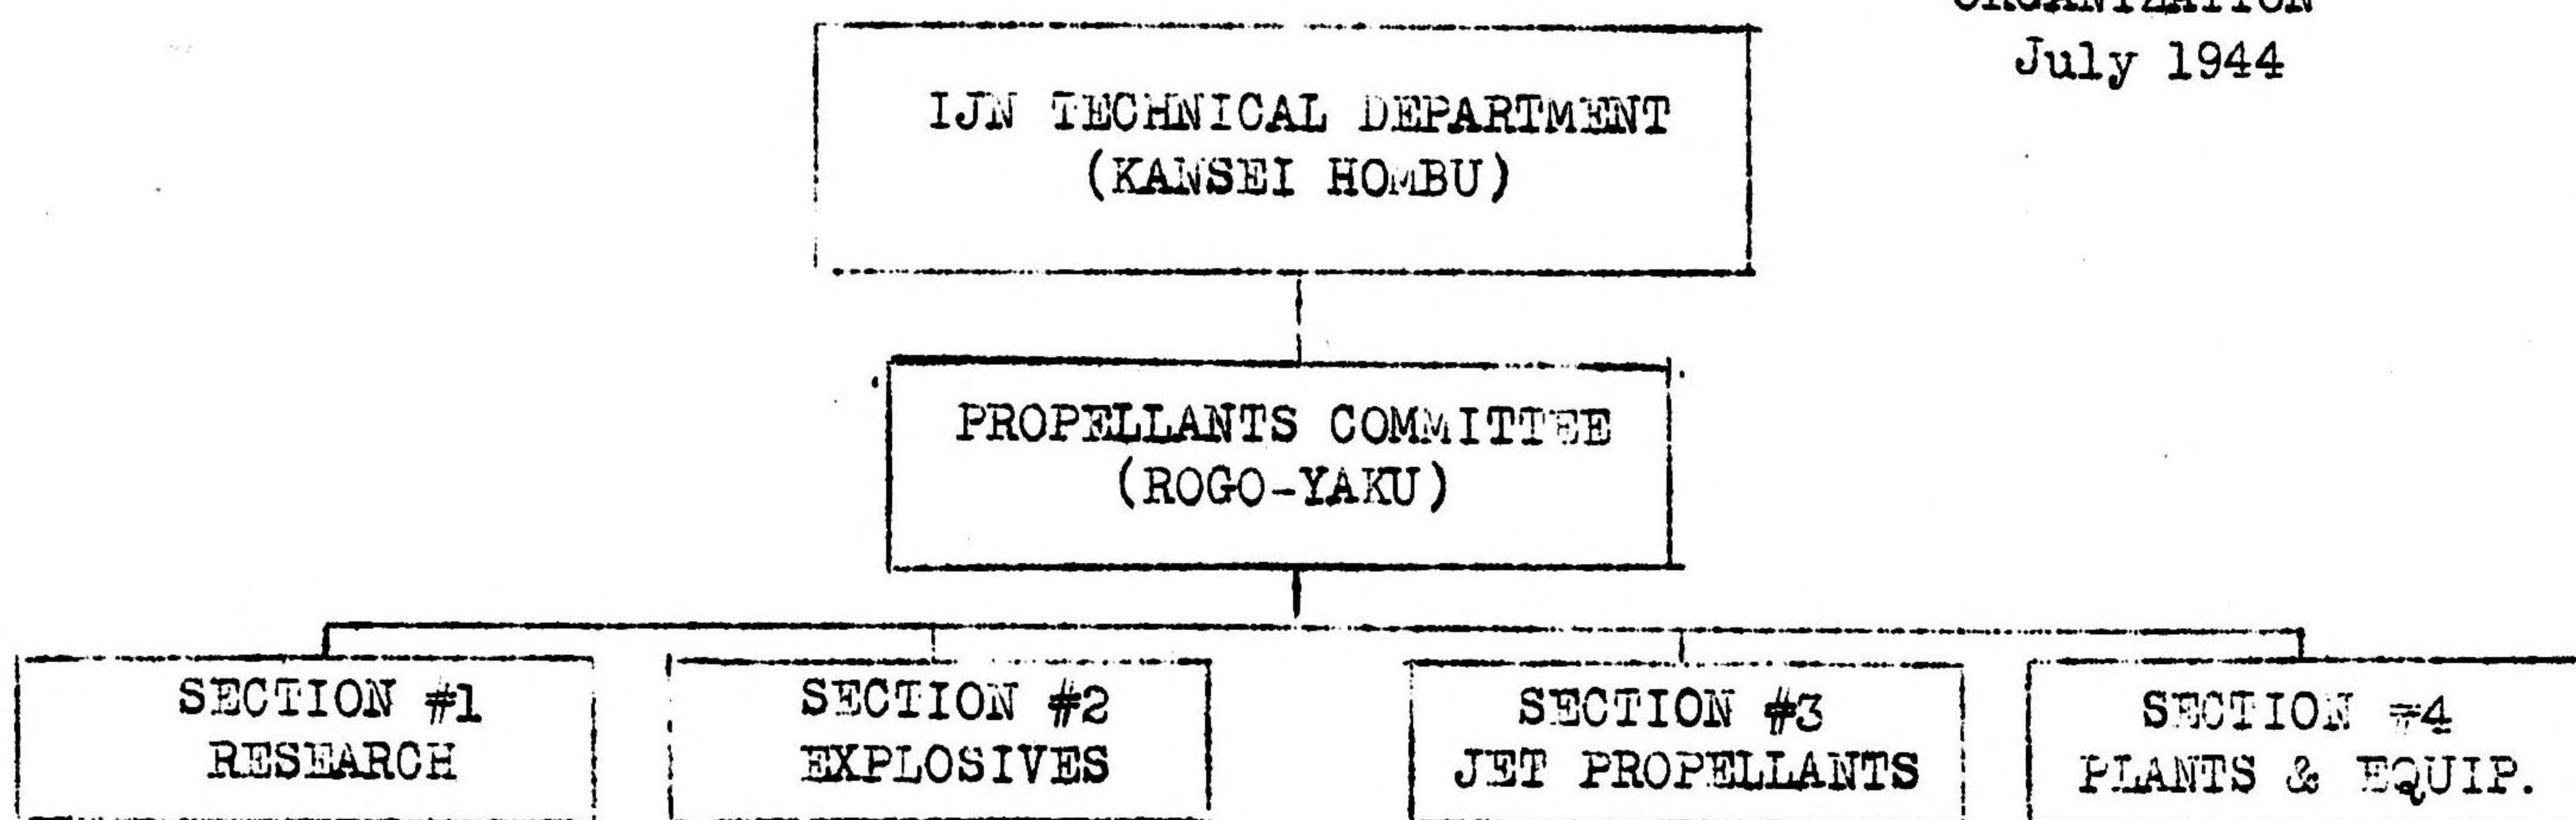 ORGANIZATION
July 1944
IJN TECHNICAL DEPARTMENT
(KANSEI HOMBU)
PROPELLANTS COMMITTEE
(ROGO-YAKU)
SECTION #1
RESEARCH
SECTION #2
EXPLOSIVES
SECTION #3
JET PROPELLANTS
SECTION #4
PLANTS & EQUIP.